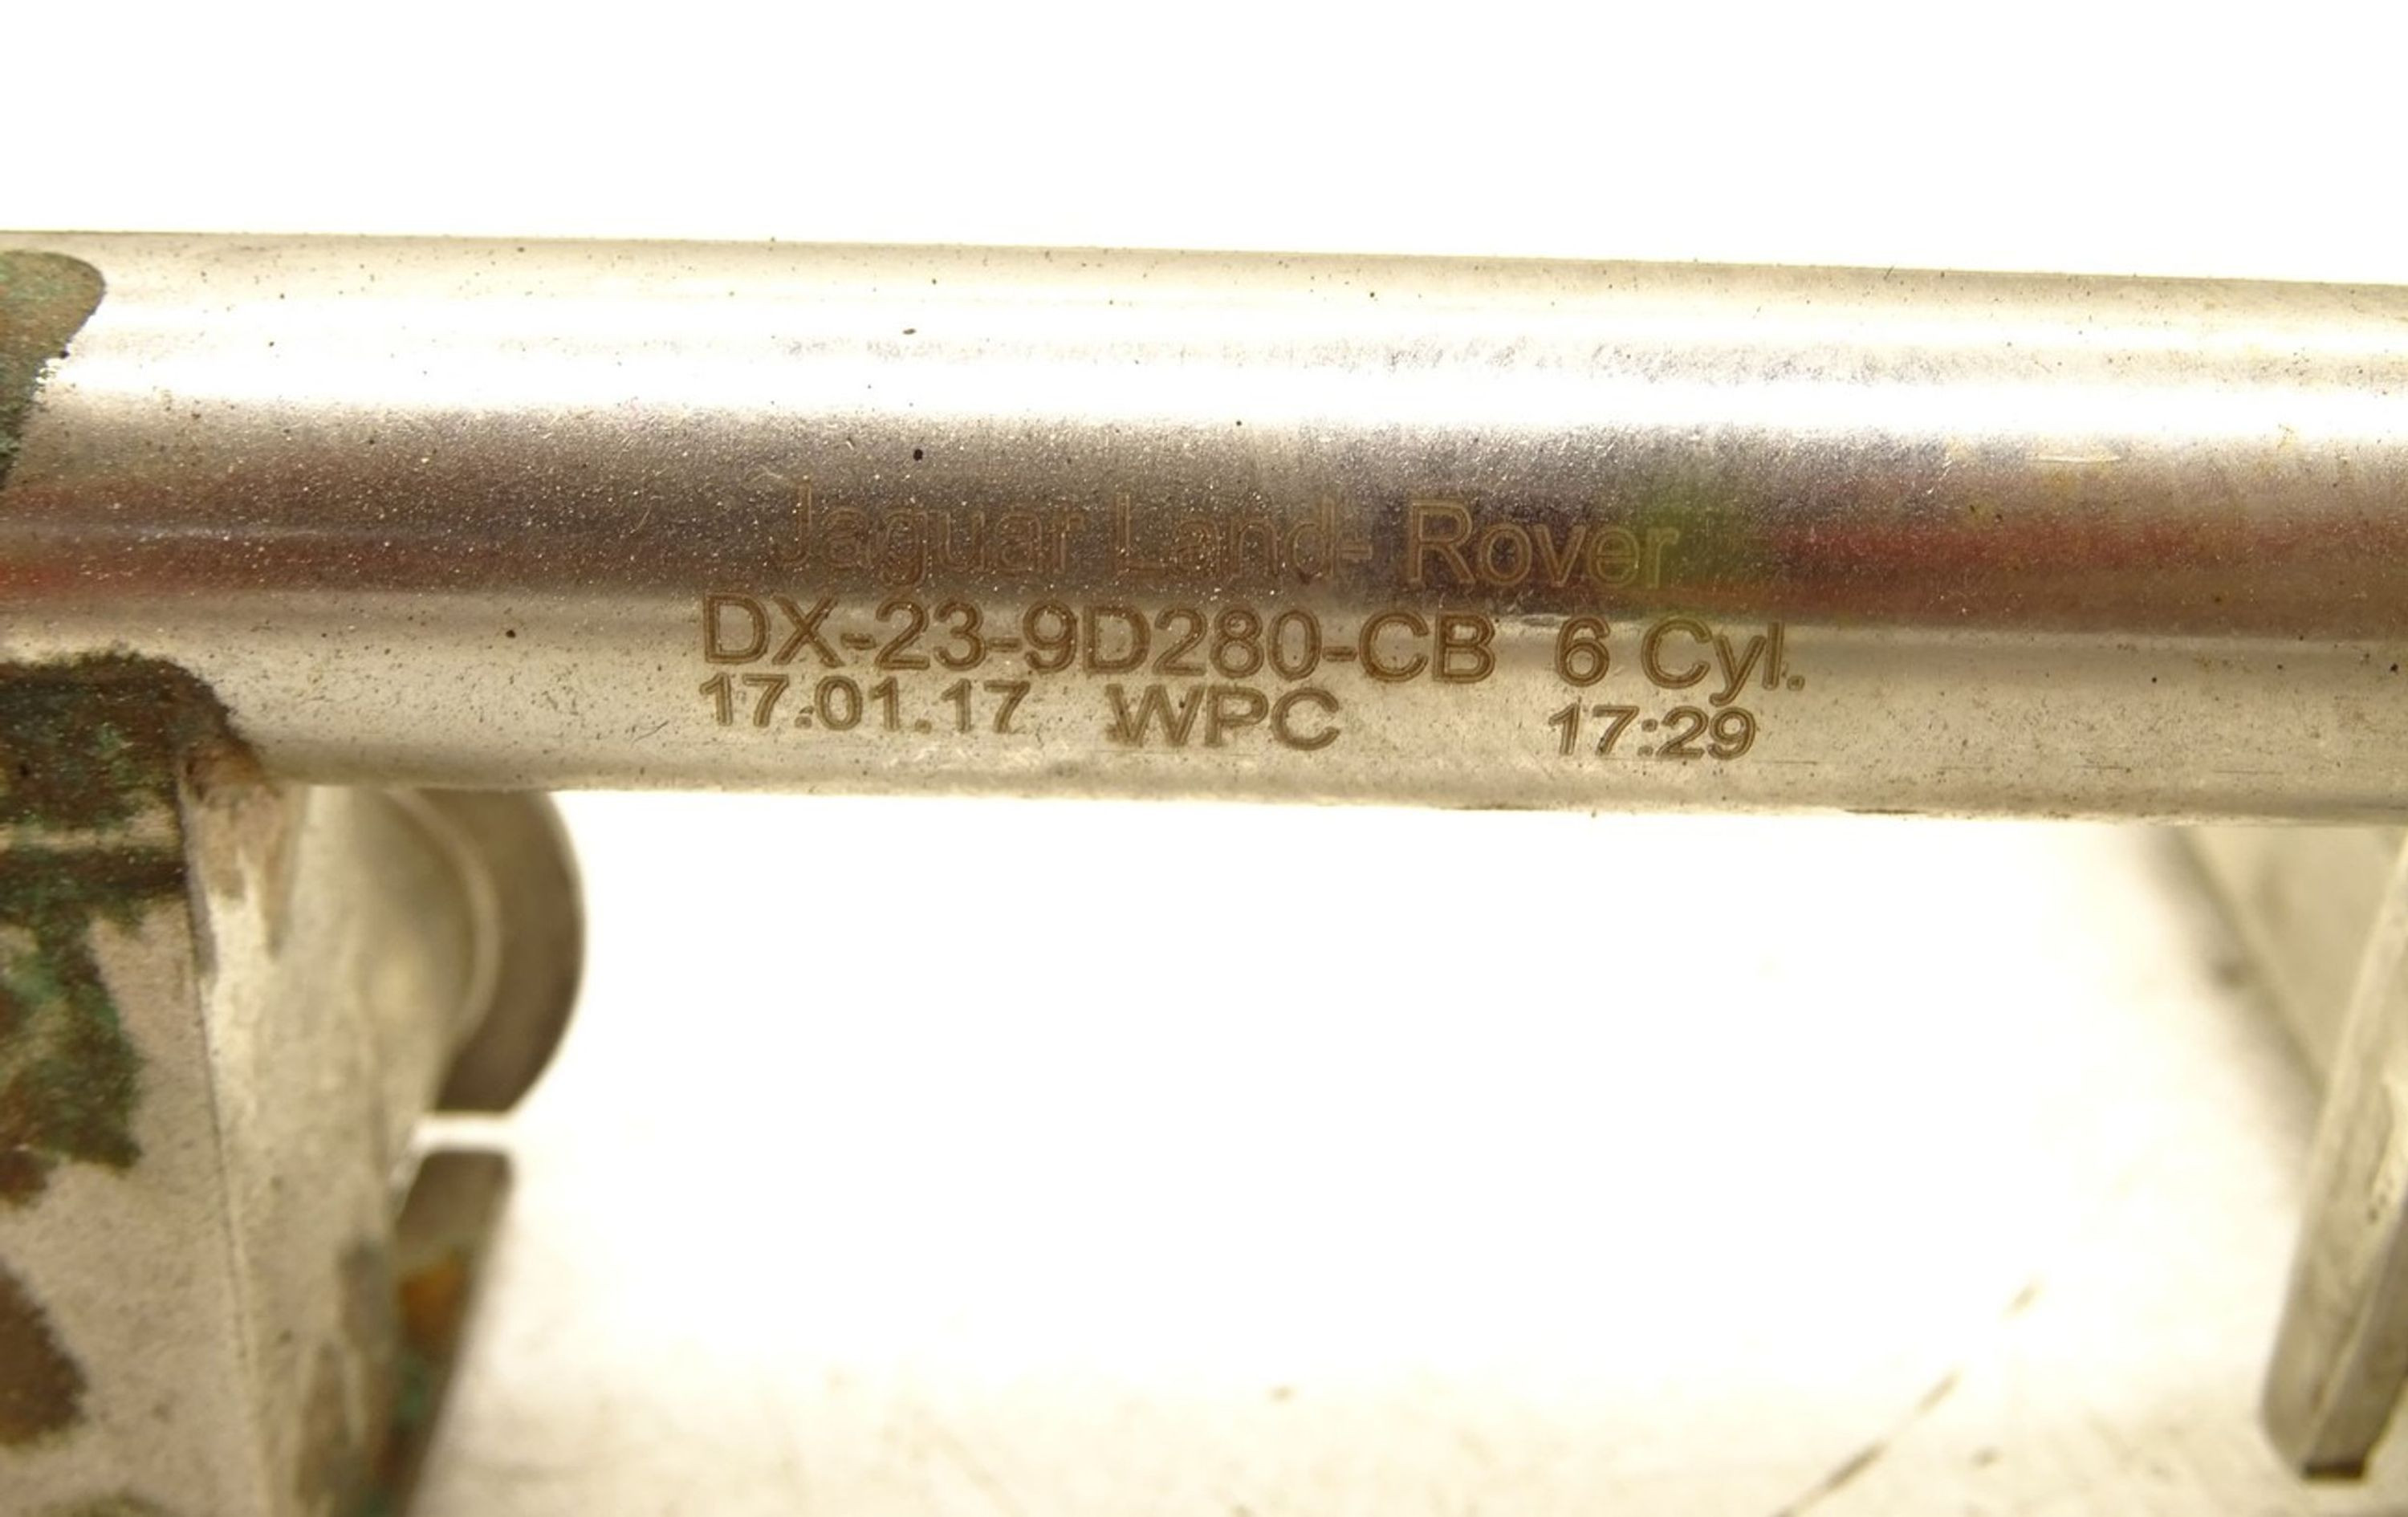 Jaguar Land- Rover
DX-23-9D280-CB 6 Cyl.
17.01.17 WPC 17:29